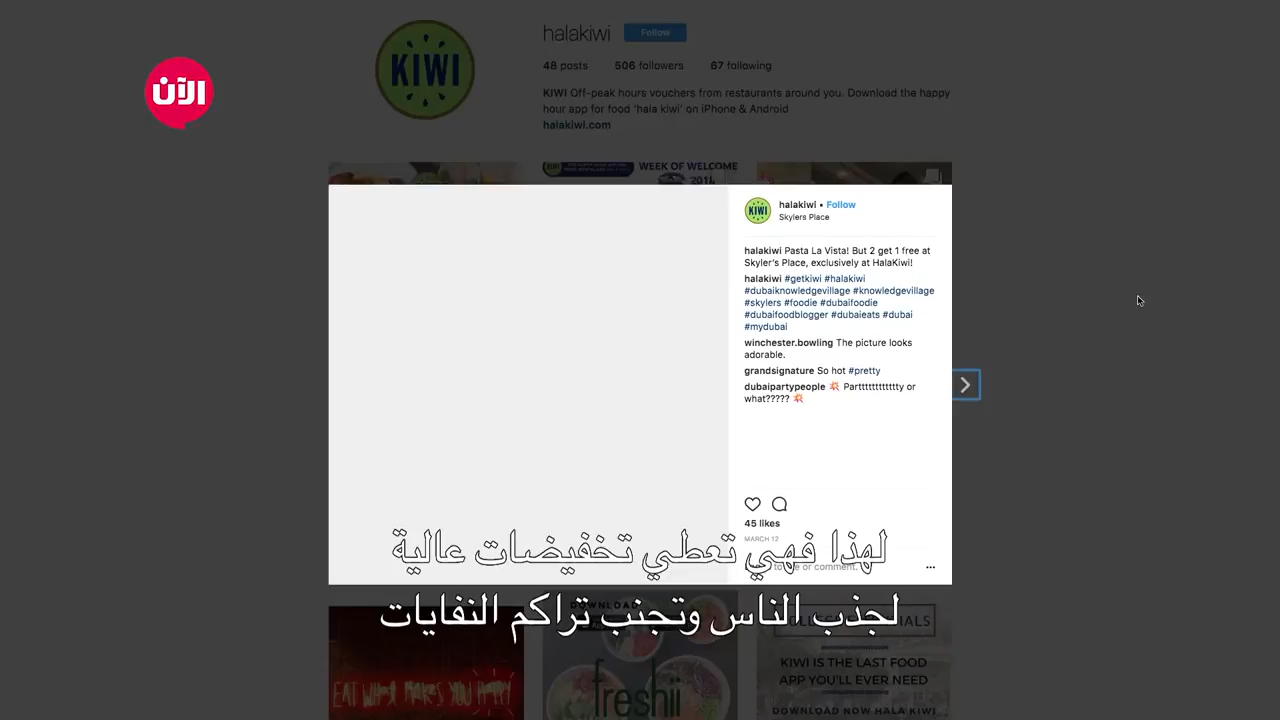 halakiwi Follow
KIWI
الآن
48 posts 506 followers 67 following
KIWI Off-peak hours vouchers from restaurants around you. Download the happy
hour app for food 'hala kiwi' on iPhone & Android
halakiwi.com
WEEK OF WELCOME
KIWI
halakiwi • Follow
Skylers Place
halakiwi Pasta La Vista! But 2 get 1 free at
Skyler's Place, exclusively at HalaKiwi!
halakiwi #getkiwi #halakiwi
#dubaiknowledgevillage #knowledgevillage
#skylers #foodie #dubaifoodie
#dubaifoodblogger #dubaieats #dubai
#mydubai
winchester.bowling The picture looks
adorable.
grandsignature So hot #pretty
dubaipartypeople 💥 Parttttttttttty or
what????? 💥
45 likes
MARCH 12
to like or comment.
لهذا فهي تعطي تخفيضات عالية
لجذب الناس وتجنب تراكم النفايات
DOWNLOAD
EAT WHAT MAKES YOU HAPPY
freshii
KIWI IS THE LAST FOOD
APP YOU'LL EVER NEED
DOWNLOAD NOW HALA KIWI